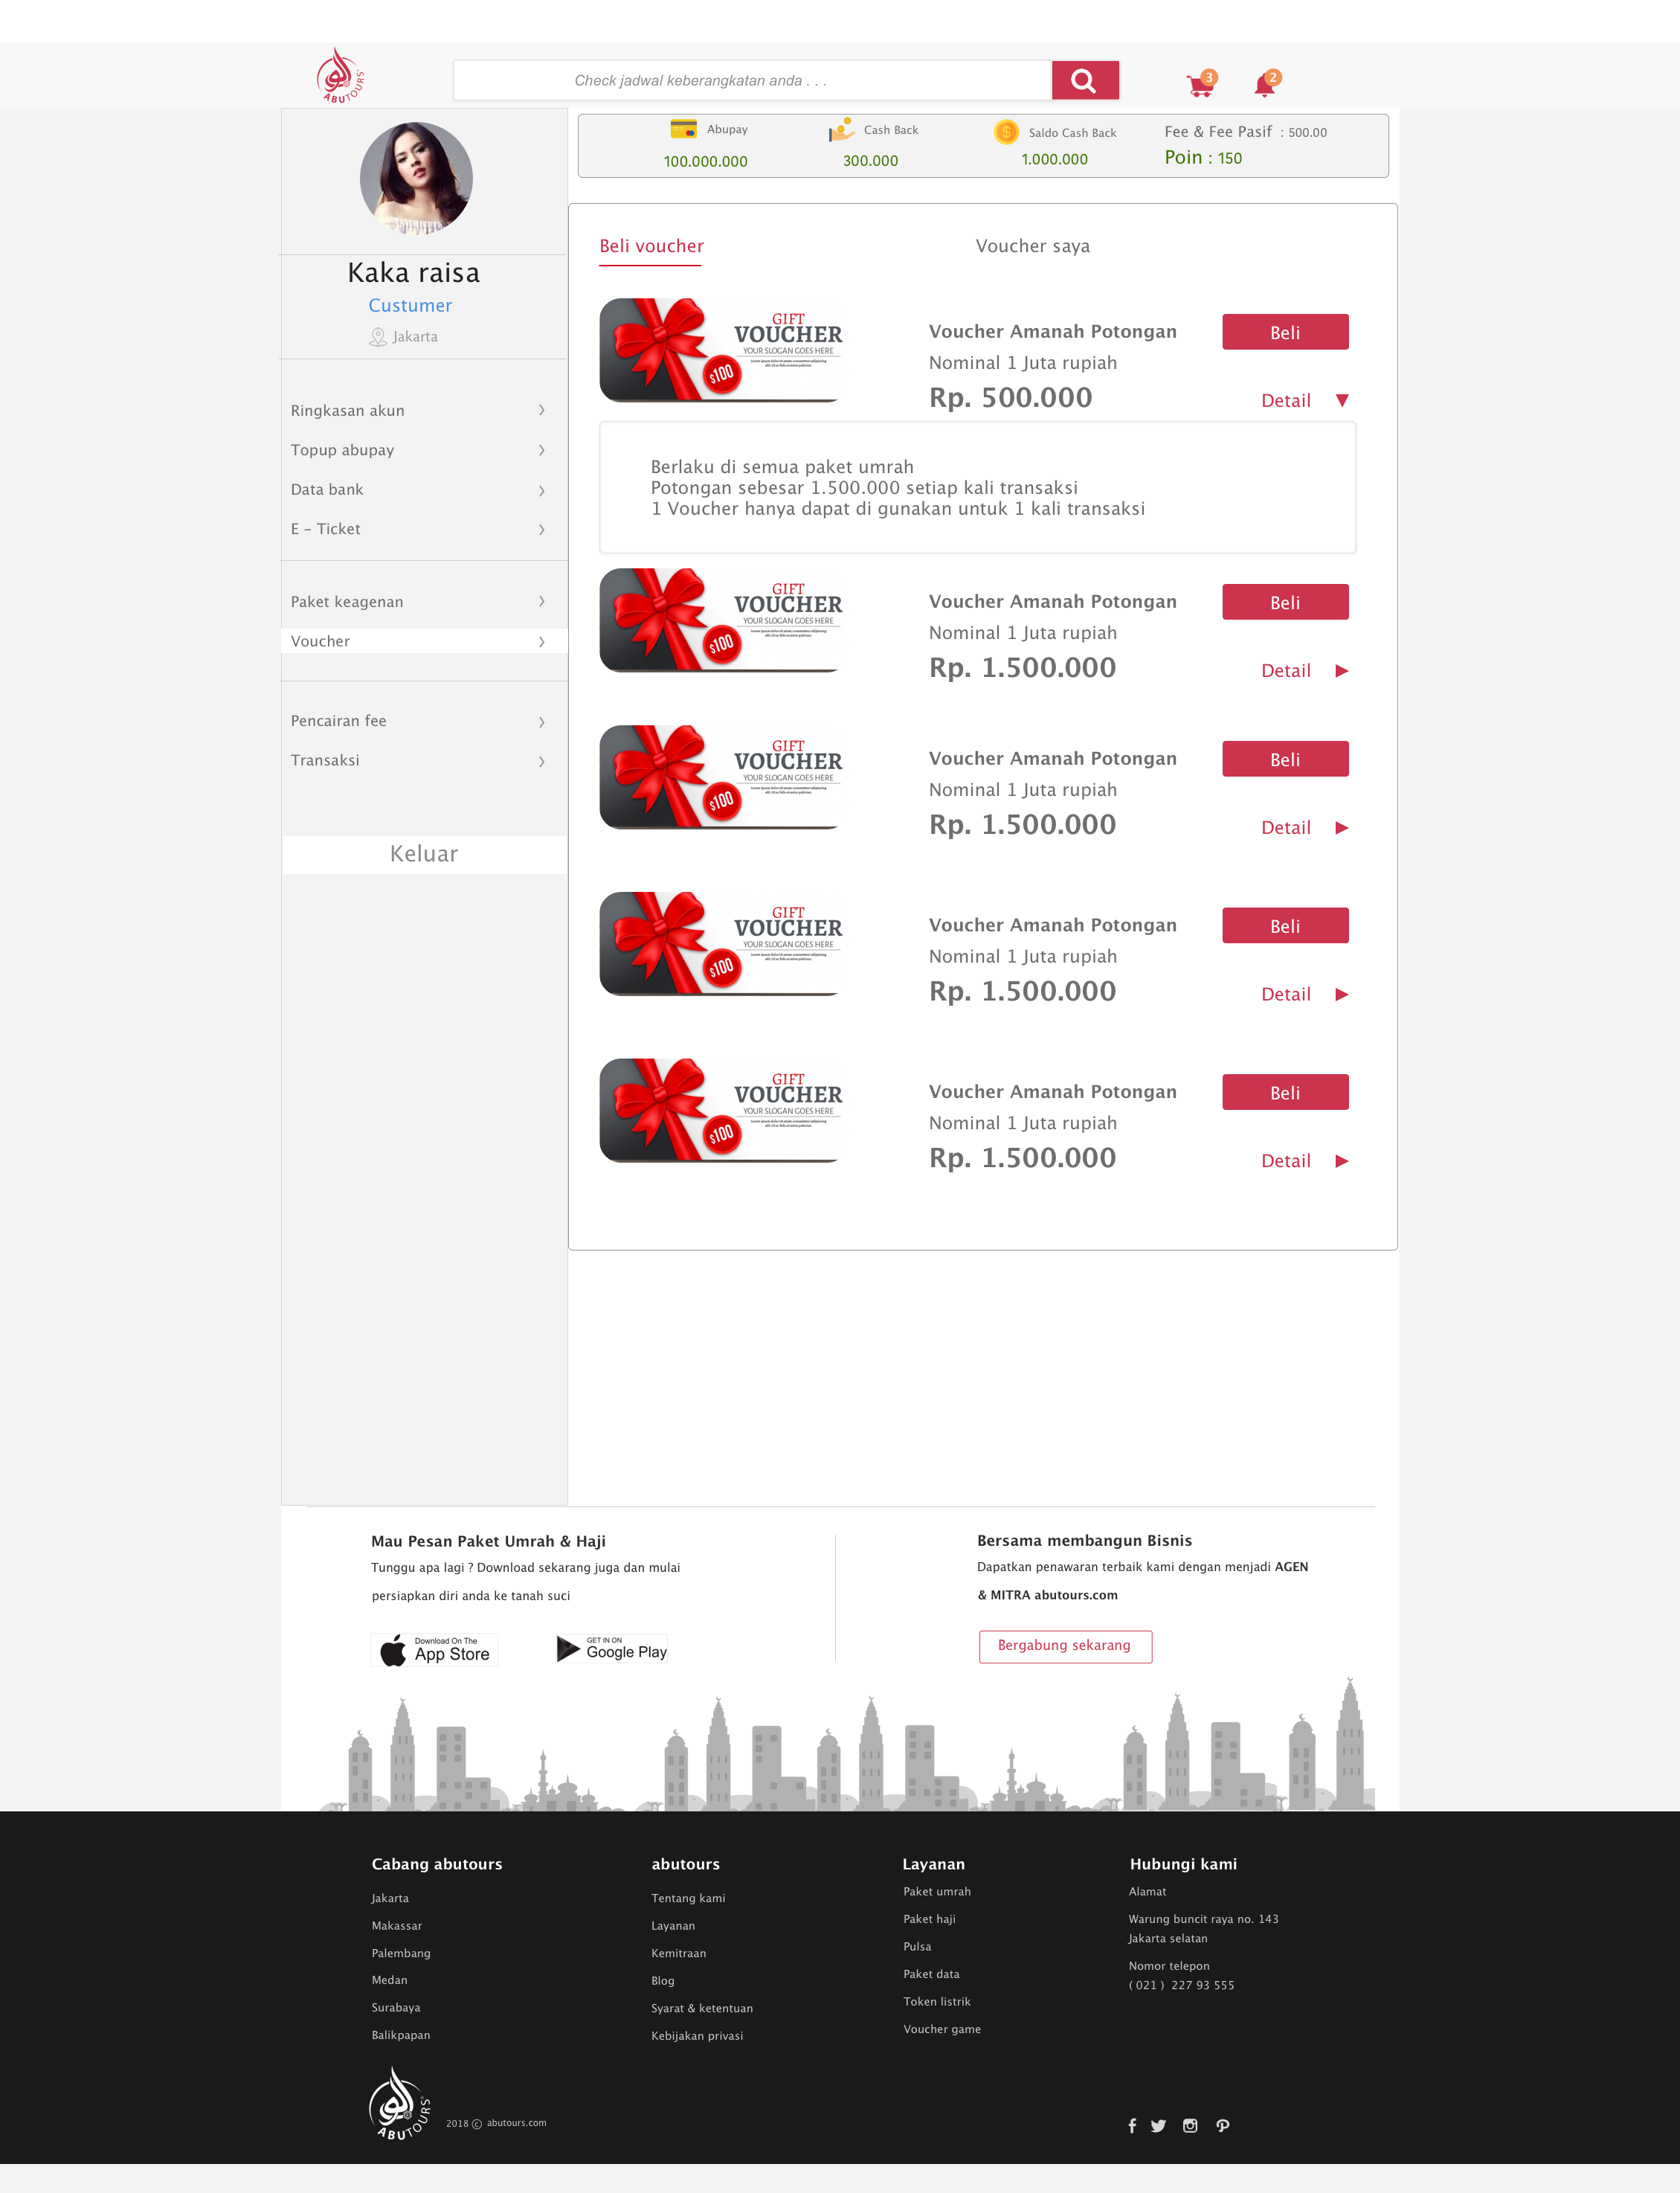 ABUTOURS
Check jadwal keberangkatan anda . . .
3
2
Kaka raisa
Custumer
Jakarta
Ringkasan akun
Topup abupay
Data bank
E - Ticket
Paket keagenan
Voucher
Pencairan fee
Transaksi
Keluar
Abupay
100.000.000
Cash Back
300.000
Saldo Cash Back
1.000.000
Fee & Fee Pasif : 500.00
Poin : 150
Beli voucher
Voucher saya
GIFT
VOUCHER
YOUR SLOGAN GOES HERE
$100
Voucher Amanah Potongan
Nominal 1 Juta rupiah
Rp. 500.000
Beli
Detail
Berlaku di semua paket umrah
Potongan sebesar 1.500.000 setiap kali transaksi
1 Voucher hanya dapat di gunakan untuk 1 kali transaksi
GIFT
VOUCHER
YOUR SLOGAN GOES HERE
$100
Voucher Amanah Potongan
Nominal 1 Juta rupiah
Rp. 1.500.000
Beli
Detail
GIFT
VOUCHER
YOUR SLOGAN GOES HERE
$100
Voucher Amanah Potongan
Nominal 1 Juta rupiah
Rp. 1.500.000
Beli
Detail
GIFT
VOUCHER
YOUR SLOGAN GOES HERE
$100
Voucher Amanah Potongan
Nominal 1 Juta rupiah
Rp. 1.500.000
Beli
Detail
GIFT
VOUCHER
YOUR SLOGAN GOES HERE
$100
Voucher Amanah Potongan
Nominal 1 Juta rupiah
Rp. 1.500.000
Beli
Detail
Mau Pesan Paket Umrah & Haji
Tunggu apa lagi ? Download sekarang juga dan mulai
persiapkan diri anda ke tanah suci
Download On The
App Store
GET IN ON
Google Play
Bersama membangun Bisnis
Dapatkan penawaran terbaik kami dengan menjadi AGEN
& MITRA abutours.com
Bergabung sekarang
Cabang abutours
Jakarta
Makassar
Palembang
Medan
Surabaya
Balikpapan
abutours
Tentang kami
Layanan
Kemitraan
Blog
Syarat & ketentuan
Kebijakan privasi
Layanan
Paket umrah
Paket haji
Pulsa
Paket data
Token listrik
Voucher game
Hubungi kami
Alamat
Warung buncit raya no. 143
Jakarta selatan
Nomor telepon
( 021 ) 227 93 555
ABUTOURS
2018 © abutours.com